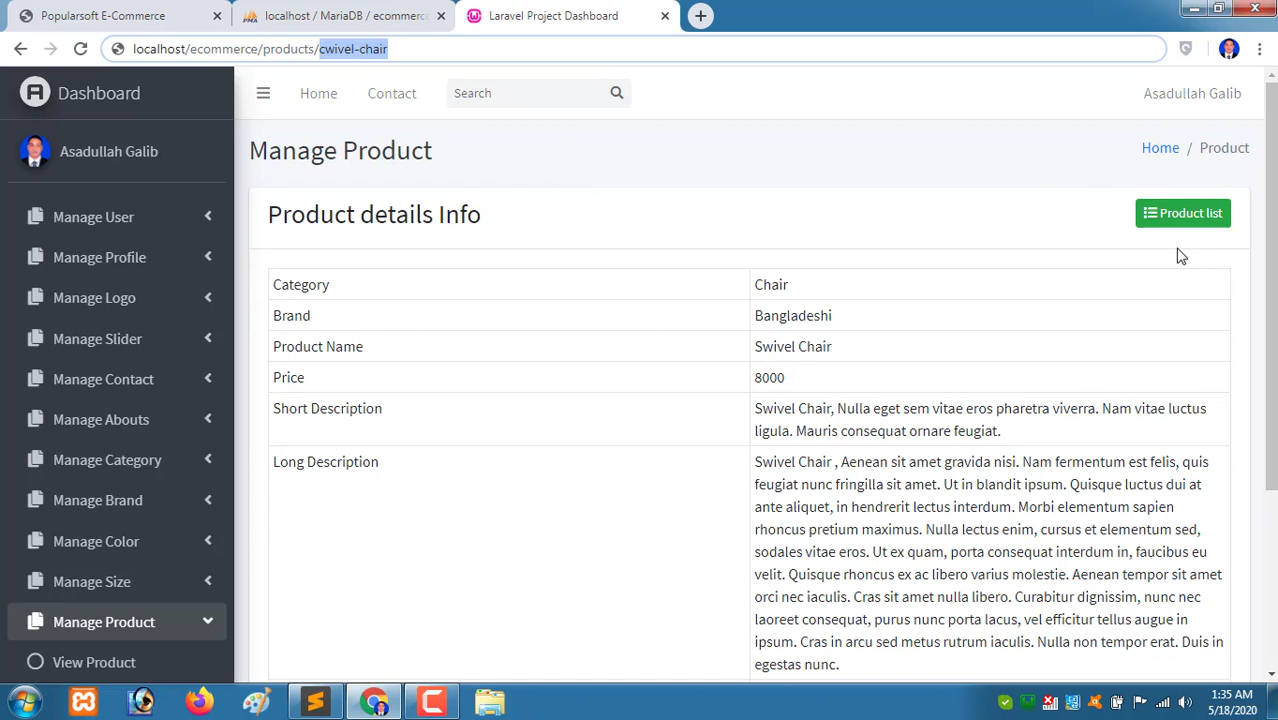 Popularsoft E-Commerce
localhost / MariaDB / ecommerc
Laravel Project Dashboard
localhost/ecommerce/products/cwivel-chair
Dashboard
Home
Contact
Search
Asadullah Galib
Asadullah Galib
Manage Product
Home / Product
Product details Info
Product list
Manage User
Manage Profile
Manage Logo
Manage Slider
Manage Contact
Manage Abouts
Manage Category
Manage Brand
Manage Color
Manage Size
Manage Product
View Product
Category
Chair
Brand
Bangladeshi
Product Name
Swivel Chair
Price
8000
Short Description
Swivel Chair, Nulla eget sem vitae eros pharetra viverra. Nam vitae luctus
ligula. Mauris consequat ornare feugiat.
Long Description
Swivel Chair , Aenean sit amet gravida nisi. Nam fermentum est felis, quis
feugiat nunc fringilla sit amet. Ut in blandit ipsum. Quisque luctus dui at
ante aliquet, in hendrerit lectus interdum. Morbi elementum sapien
rhoncus pretium maximus. Nulla lectus enim, cursus et elementum sed,
sodales vitae eros. Ut ex quam, porta consequat interdum in, faucibus eu
velit. Quisque rhoncus ex ac libero varius molestie. Aenean tempor sit amet
orci nec iaculis. Cras sit amet nulla libero. Curabitur dignissim, nunc nec
laoreet consequat, purus nunc porta lacus, vel efficitur tellus augue in
ipsum. Cras in arcu sed metus rutrum iaculis. Nulla non tempor erat. Duis in
egestas nunc.
1:35 AM
5/18/2020